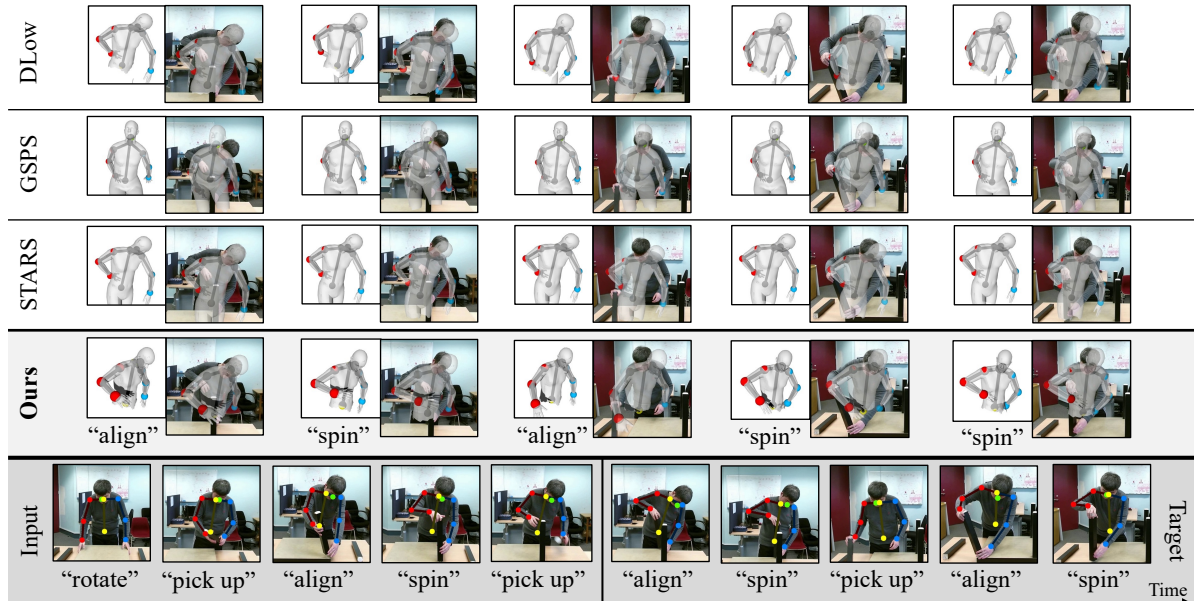 DLow
GSPS
STARS
Ours
“align” “spin” “align” “spin” “spin”
Input
“rotate” “pick up” “align” “spin” “pick up” “align” “spin” “pick up” “align” “spin”
Target
Time